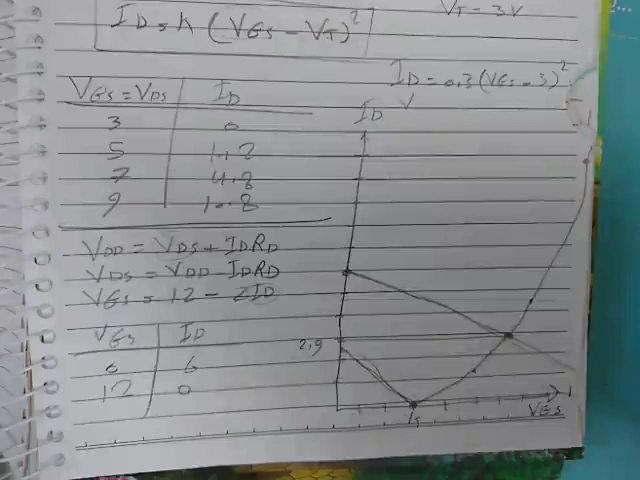 VT = 3V
ID = K (VGS - VT)²
ID = 0,3 (VGS - 3)²
VGS = VDS ID
3 0
5 1,2
7 4,8
9 10,8
VDD = VDS + IDRD
VDS = VDD - IDRD
VGS = 12 - 2ID
VGS ID
0 6
12 0
ID
2,9
VT
VGS